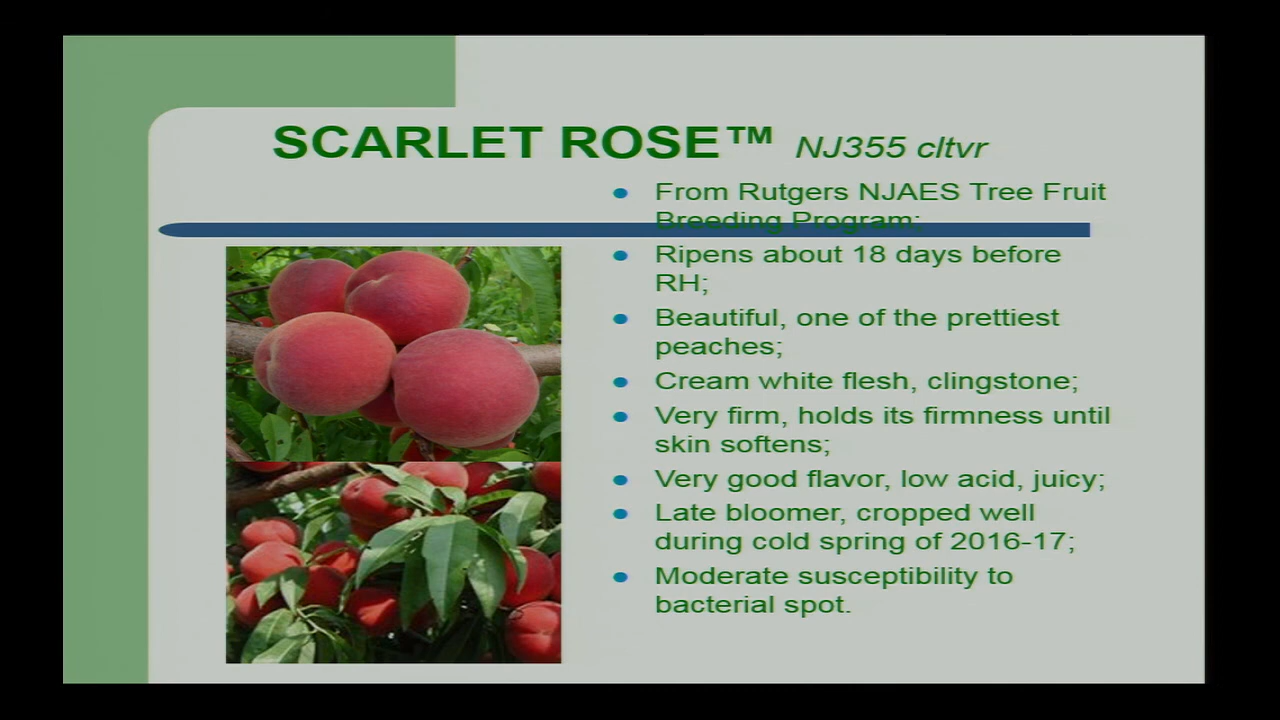 SCARLET ROSE™ NJ355 cltvr
From Rutgers NJAES Tree Fruit
Breeding Program;
Ripens about 18 days before
RH;
Beautiful, one of the prettiest
peaches;
Cream white flesh, clingstone;
Very firm, holds its firmness until
skin softens;
Very good flavor, low acid, juicy;
Late bloomer, cropped well
during cold spring of 2016-17;
Moderate susceptibility to
bacterial spot.